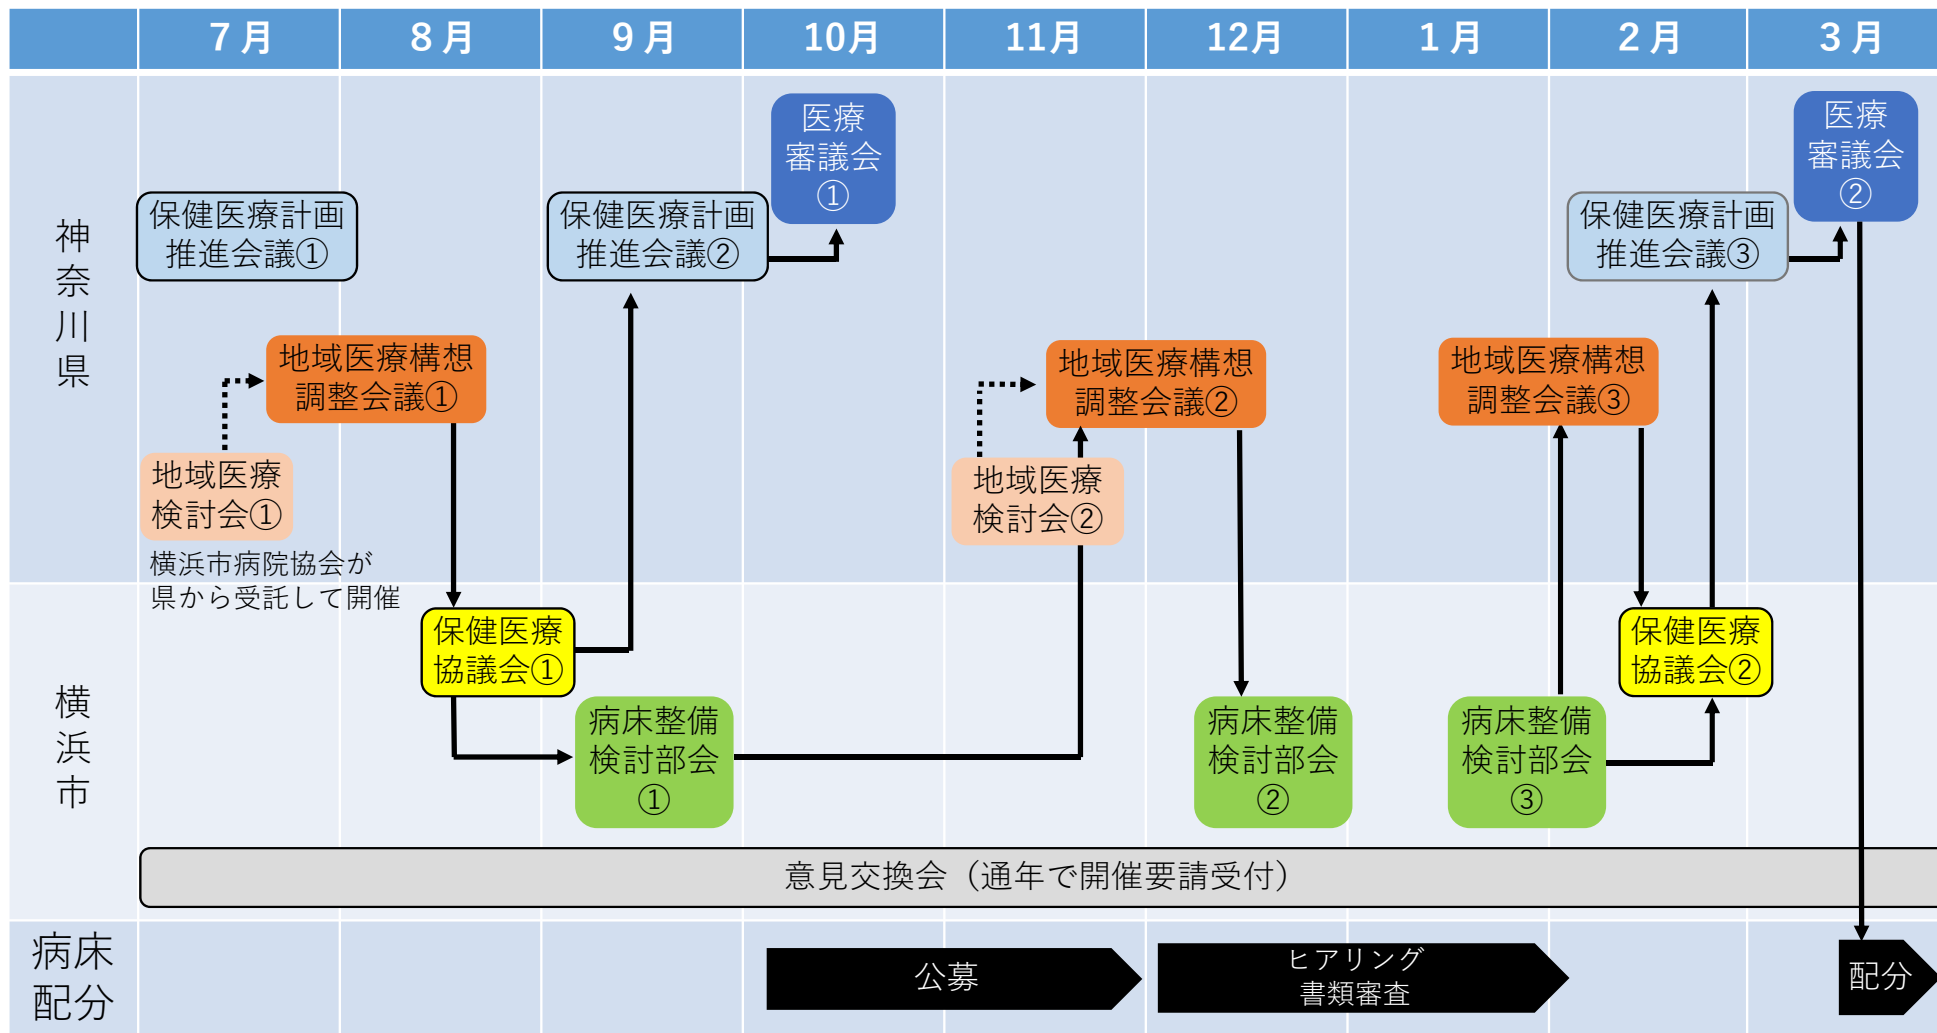 7月
8月
9月
10月
11月
12月
1月
2月
3月
神奈川県
医療
審議会
①
医療
審議会
②
保健医療計画
推進会議①
保健医療計画
推進会議②
保健医療計画
推進会議③
地域医療構想
調整会議①
地域医療構想
調整会議②
地域医療構想
調整会議③
地域医療
検討会①
地域医療
検討会②
横浜市病院協会が
県から受託して開催
横浜市
保健医療
協議会①
保健医療
協議会②
病床整備
検討部会
①
病床整備
検討部会
②
病床整備
検討部会
③
意見交換会（通年で開催要請受付）
病床
配分
公募
ヒアリング
書類審査
配分